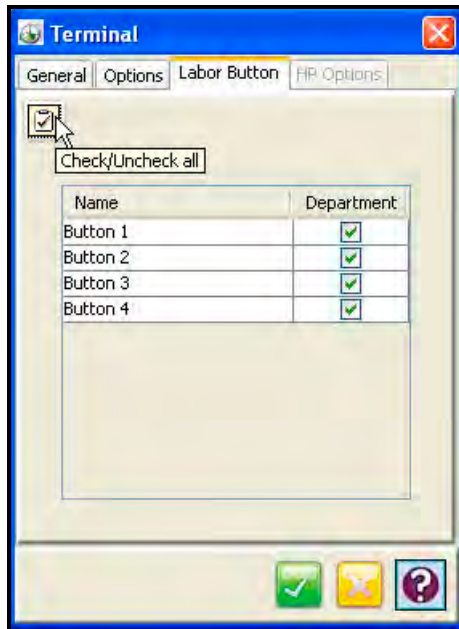 Terminal
General Options Labor Button HP Options
Check/Uncheck all
Name Department
Button 1
Button 2
Button 3
Button 4
?